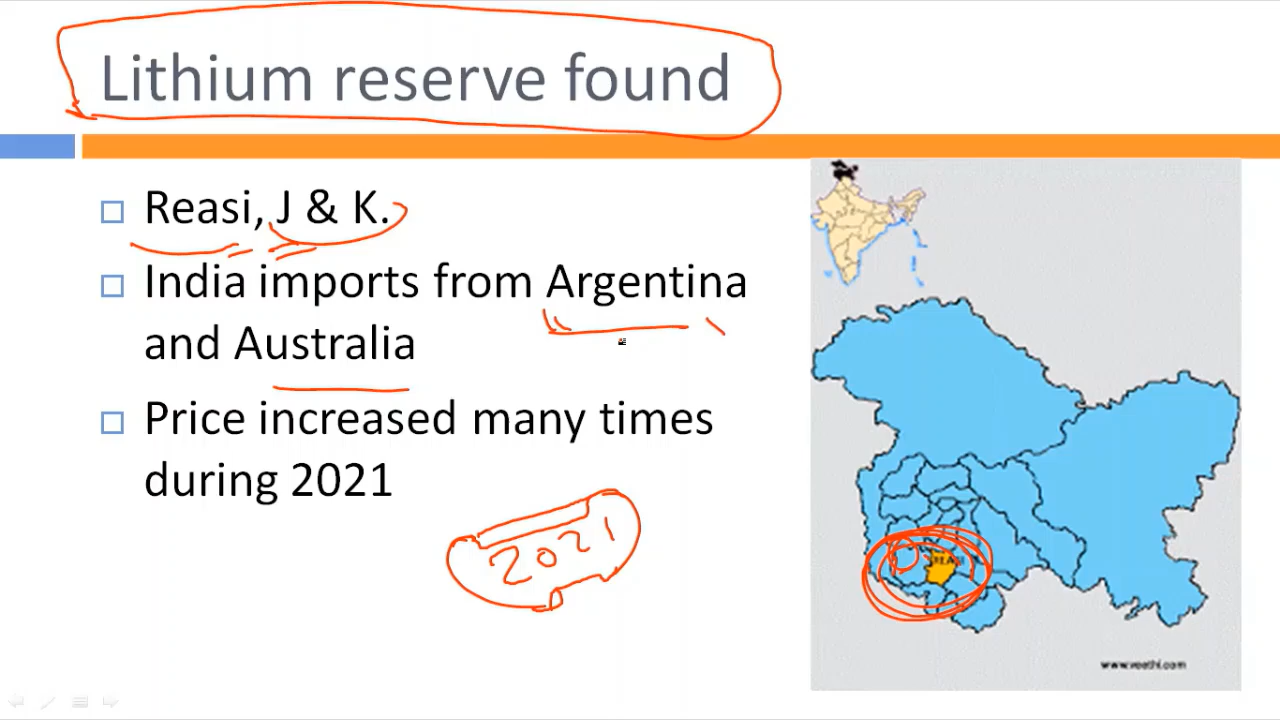 Lithium reserve found
Reasi, J & K.
India imports from Argentina
and Australia
Price increased many times
during 2021
2021
REASI
www.veethi.com